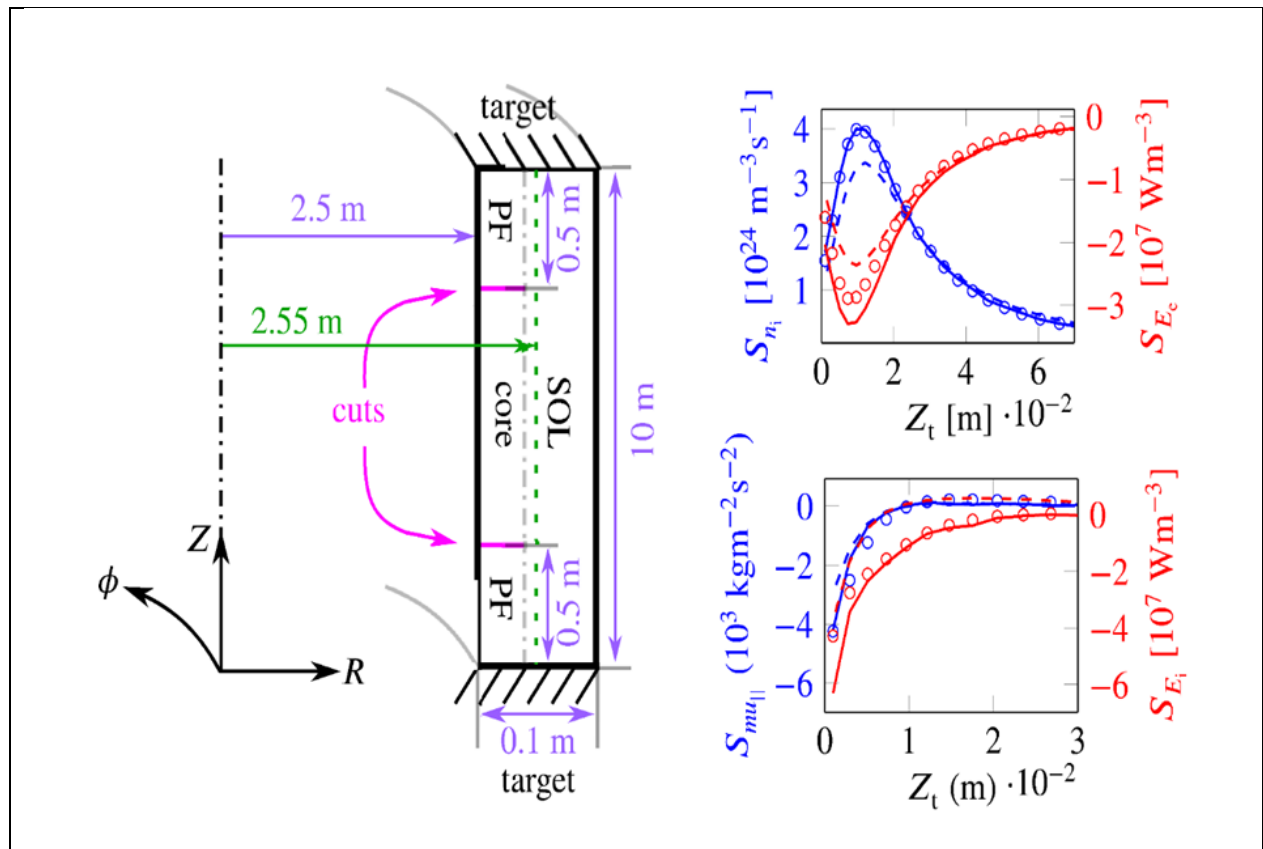 target
2.5 m
PF
0.5 m
2.55 m
cuts
core
SOL
10 m
Z
PF
0.5 m
ϕ
R
0.1 m
target
S_{n_i} [10^{24} m^{−3}s^{−1}]
4
3
2
1
0
−1
−2
−3
S_{E_e} [10^7 Wm^{−3}]
0 2 4 6
Z_t [m] ·10^{−2}
S_{mu_{||}} (10^3 kgm^{−2}s^{−2})
0
−2
−4
−6
0
−2
−4
−6
S_{E_i} [10^7 Wm^{−3}]
0 1 2 3
Z_t (m) ·10^{−2}